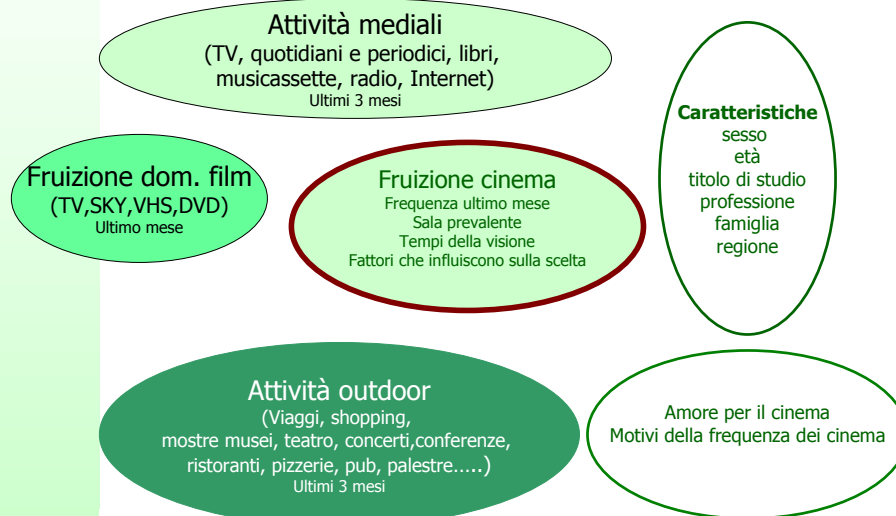 Attività mediali
(TV, quotidiani e periodici, libri,
musicassette, radio, Internet)
Ultimi 3 mesi
Caratteristiche
sesso
età
titolo di studio
professione
famiglia
regione
Fruizione dom. film
(TV,SKY,VHS,DVD)
Ultimo mese
Fruizione cinema
Frequenza ultimo mese
Sala prevalente
Tempi della visione
Fattori che influiscono sulla scelta
Attività outdoor
(Viaggi, shopping,
mostre musei, teatro, concerti,conferenze,
ristoranti, pizzerie, pub, palestre.....)
Ultimi 3 mesi
Amore per il cinema
Motivi della frequenza dei cinema